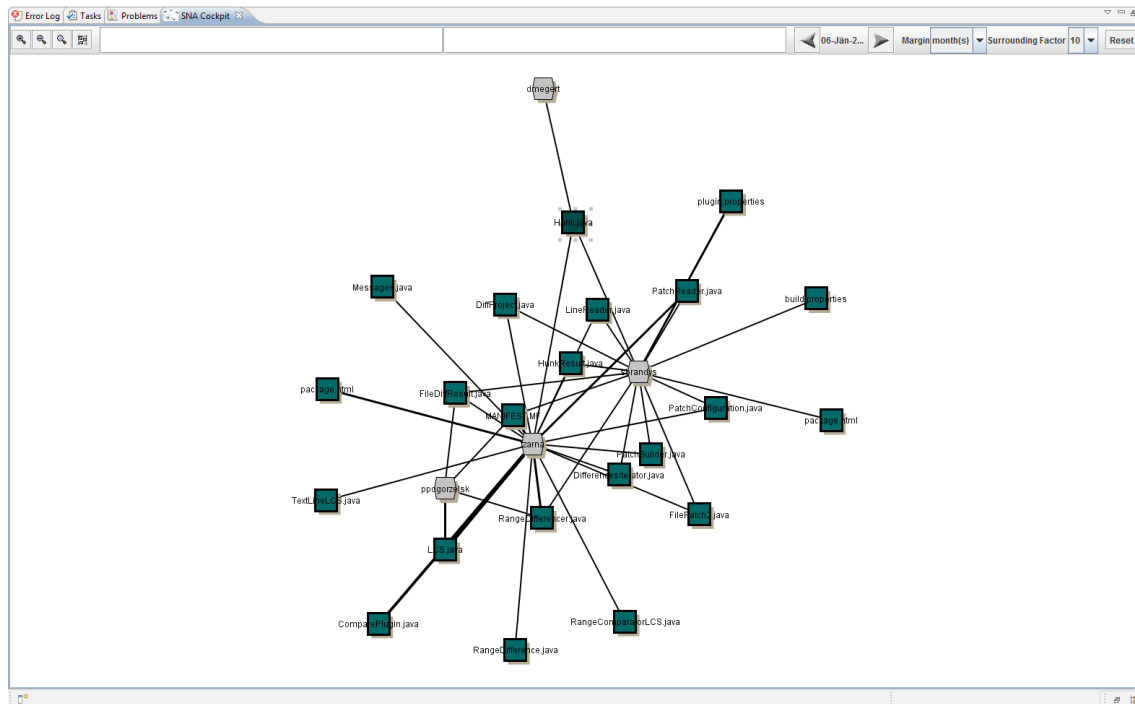 Error Log Tasks Problems SNA Cockpit
06-Jän-2... Margin month(s) Surrounding Factor 10 Reset
dmegert
plugin.properties
Hunk.java
Messages.java
PatchReader.java
build.properties
DiffProject.java
LineReader.java
HunkResult.java
sbrandys
package.html
FileDiffResult.java
MANIFEST.MF
PatchConfiguration.java
package.html
zarna
PatchBuilder.java
DifferencesIterator.java
ppogorzelsk
TextLineLCS.java
RangeDifferencer.java
FilePatch2.java
LCS.java
ComparePlugin.java
RangeComparatorLCS.java
RangeDifference.java